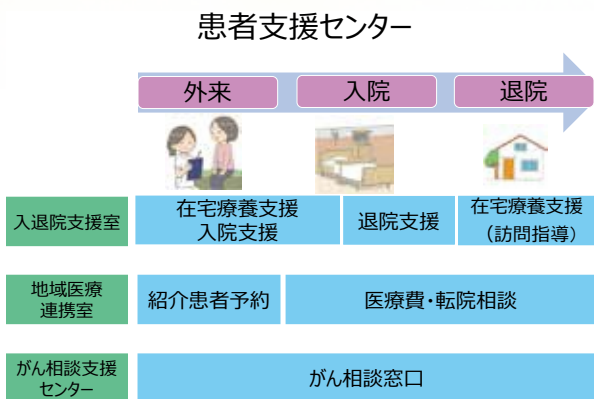 患者支援センター
外来
入院
退院
入退院支援室
在宅療養支援
入院支援
退院支援
在宅療養支援
（訪問指導）
地域医療
連携室
紹介患者予約
医療費・転院相談
がん相談支援
センター
がん相談窓口